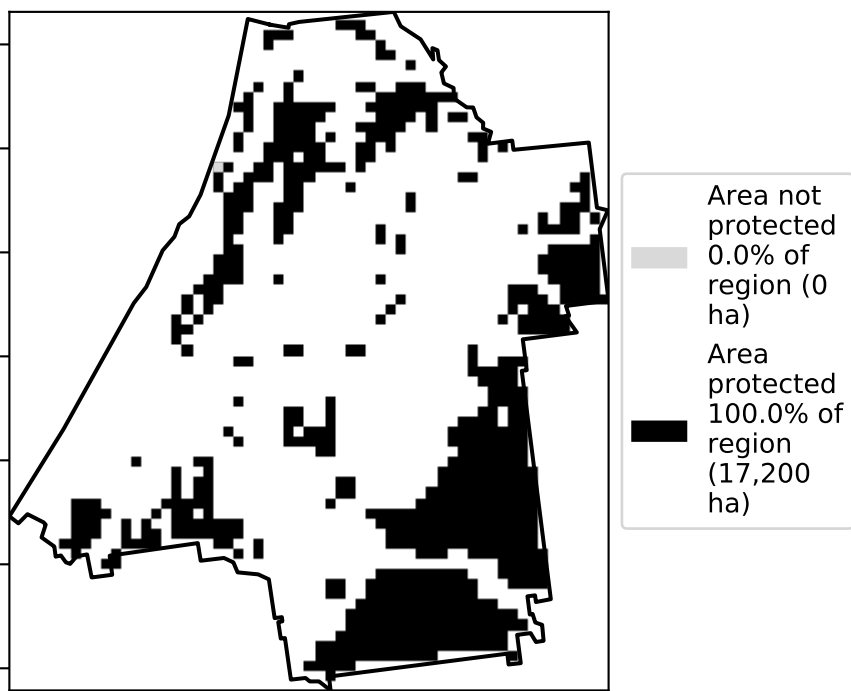 Area not
protected
0.0% of
region (0
ha)
Area
protected
100.0% of
region
(17,200
ha)